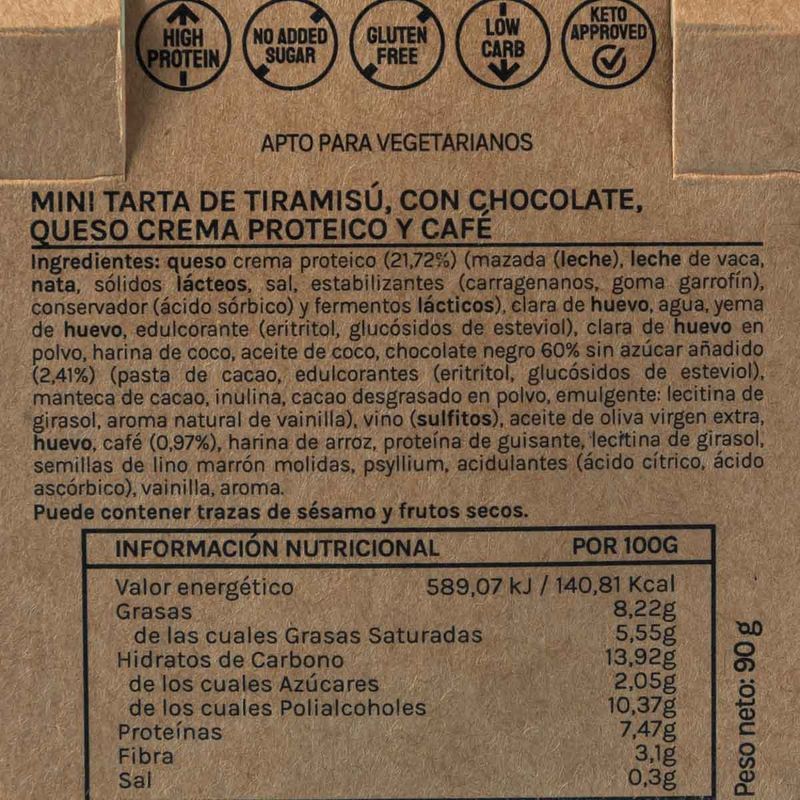 HIGH PROTEIN
NO ADDED SUGAR
GLUTEN FREE
LOW CARB
KETO APPROVED
APTO PARA VEGETARIANOS
MINI TARTA DE TIRAMISÚ, CON CHOCOLATE,
QUESO CREMA PROTEICO Y CAFÉ
Ingredientes: queso crema proteico (21,72%) (mazada (leche), leche de vaca,
nata, sólidos lácteos, sal, estabilizantes (carragenanos, goma garrofín),
conservador (ácido sórbico) y fermentos lácticos), clara de huevo, agua, yema
de huevo, edulcorante (eritritol, glucósidos de esteviol), clara de huevo en
polvo, harina de coco, aceite de coco, chocolate negro 60% sin azúcar añadido
(2,41%) (pasta de cacao, edulcorantes (eritritol, glucósidos de esteviol),
manteca de cacao, inulina, cacao desgrasado en polvo, emulgente: lecitina de
girasol, aroma natural de vainilla), vino (sulfitos), aceite de oliva virgen extra,
huevo, café (0,97%), harina de arroz, proteína de guisante, lecitina de girasol,
semillas de lino marrón molidas, psyllium, acidulantes (ácido cítrico, ácido
ascórbico), vainilla, aroma.
Puede contener trazas de sésamo y frutos secos.
INFORMACIÓN NUTRICIONAL POR 100G
Valor energético 589,07 kJ / 140,81 Kcal
Grasas 8,22g
de las cuales Grasas Saturadas 5,55g
Hidratos de Carbono 13,92g
de los cuales Azúcares 2,05g
de los cuales Polialcoholes 10,37g
Proteínas 7,47g
Fibra 3,1g
Sal 0,3g
Peso neto: 90 g